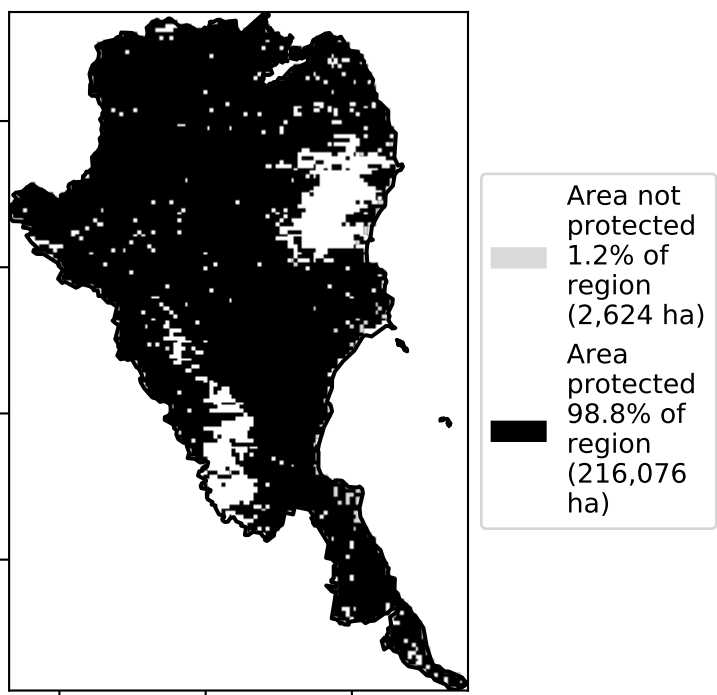 Area not
protected
1.2% of
region
(2,624 ha)
Area
protected
98.8% of
region
(216,076
ha)